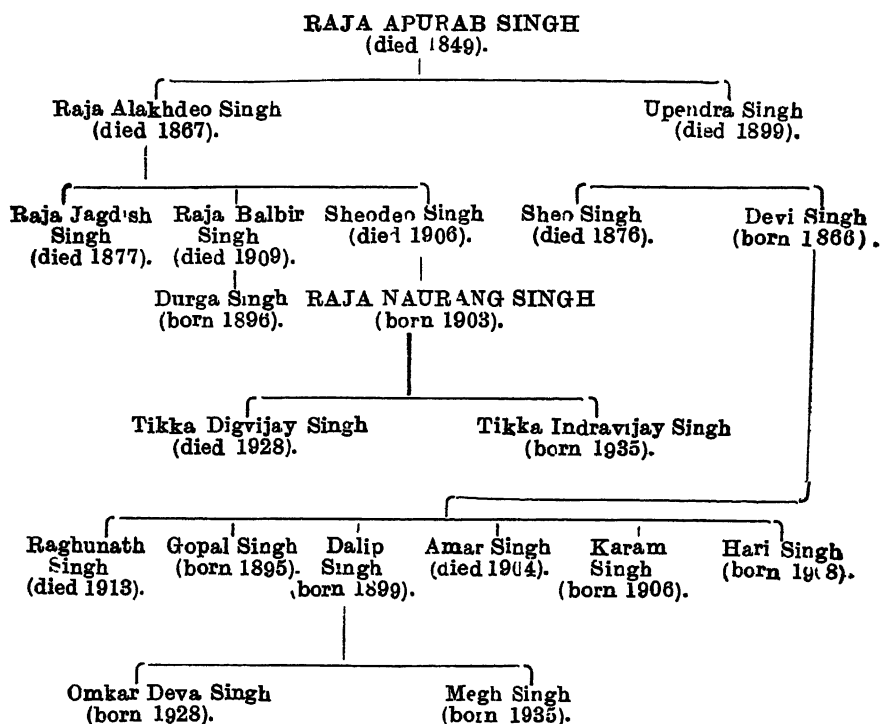 RAJA APURAB SINGH
(died 1849).
Raja Alakhdeo Singh
(died 1867).
Upendra Singh
(died 1899).
Raja Jagdish
Singh
(died 1877).
Raja Balbir
Singh
(died 1909).
Sheodeo Singh
(died 1906).
Sheo Singh
(died 1876).
Devi Singh
(born 1866).
Durga Singh
(born 1896).
RAJA NAURANG SINGH
(born 1903).
Tikka Digvijay Singh
(died 1928).
Tikka Indravijay Singh
(born 1935).
Raghunath
Singh
(died 1913).
Gopal Singh
(born 1895).
Dalip
Singh
(born 1899).
Amar Singh
(died 1904).
Karam
Singh
(born 1906).
Hari Singh
(born 1908).
Omkar Deva Singh
(born 1928).
Megh Singh
(born 1935).